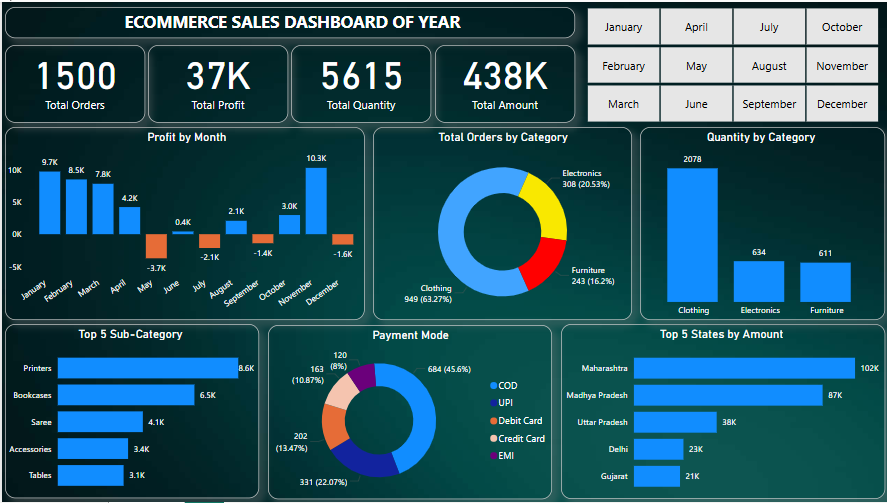 ECOMMERCE SALES DASHBOARD OF YEAR
January April July October
February May August November
March June September December
1500 37K 5615 438K
Total Orders Total Profit Total Quantity Total Amount
Profit by Month
10K
5K
0K
-5K
9.7K 8.5K 7.8K 4.2K -3.7K 0.4K -2.1K 2.1K -1.4K 3.0K 10.3K -1.6K
January February March April May June July August September October November December
Total Orders by Category
Electronics
308 (20.53%)
Furniture
243 (16.2%)
Clothing
949 (63.27%)
Quantity by Category
2078 634 611
Clothing Electronics Furniture
Top 5 Sub-Category
Printers 8.6K
Bookcases 6.5K
Saree 4.1K
Accessories 3.4K
Tables 3.1K
Payment Mode
120
(8%)
163
(10.87%)
684 (45.6%)
202
(13.47%)
331 (22.07%)
COD
UPI
Debit Card
Credit Card
EMI
Top 5 States by Amount
Maharashtra 102K
Madhya Pradesh 87K
Uttar Pradesh 38K
Delhi 23K
Gujarat 21K